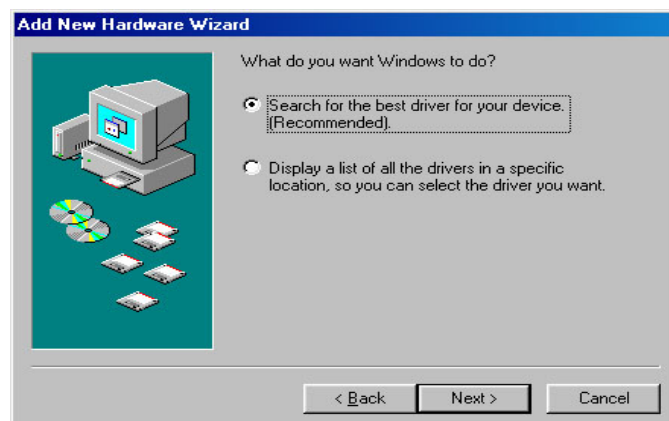 Add New Hardware Wizard
What do you want Windows to do?
Search for the best driver for your device.
(Recommended).
Display a list of all the drivers in a specific
location, so you can select the driver you want.
< Back
Next >
Cancel